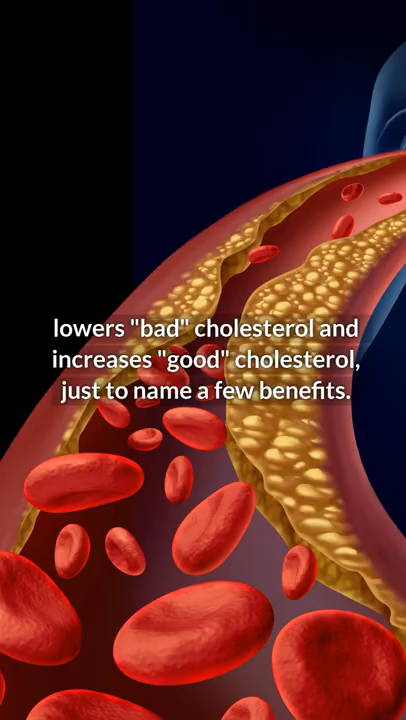 lowers "bad" cholesterol and
increases "good" cholesterol,
just to name a few benefits.